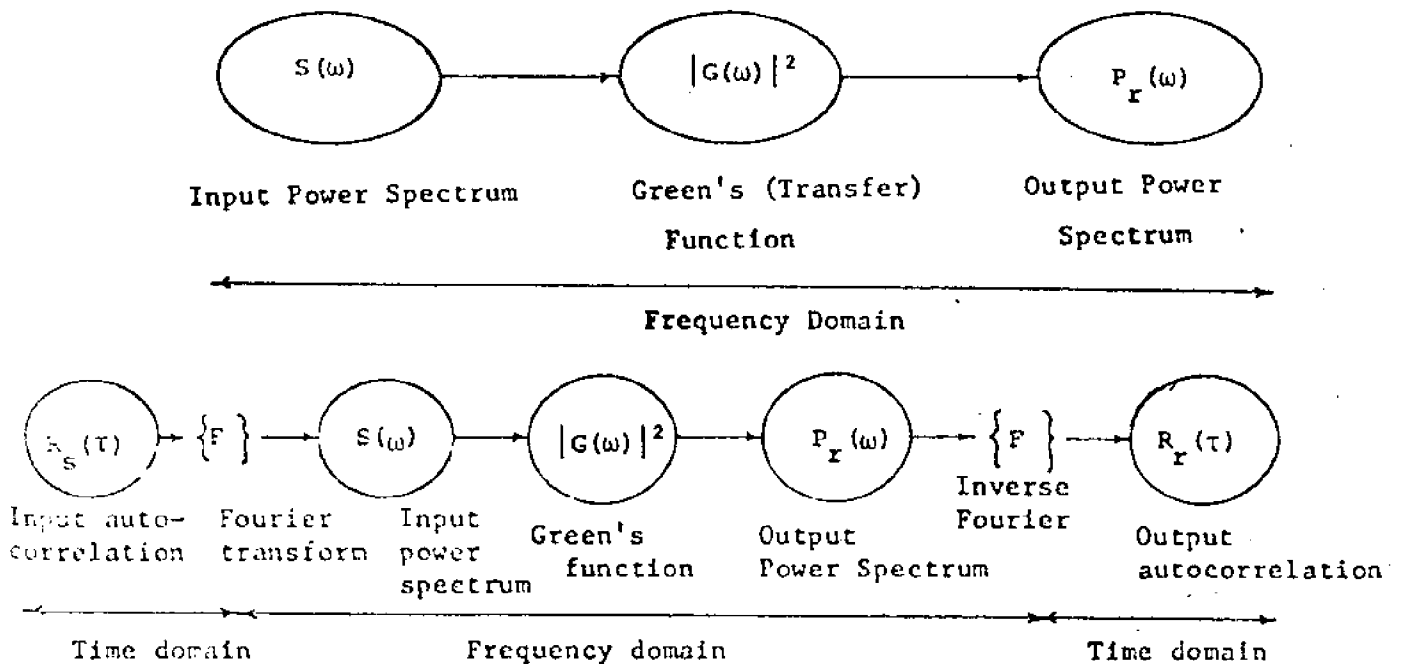 S(ω) |G(ω)|² P_r(ω)
Input Power Spectrum Green's (Transfer) Output Power
Function Spectrum
Frequency Domain
R_s(τ) {F} S(ω) |G(ω)|² P_r(ω) {F} R_r(τ)
Inverse
Input auto- Fourier Input Green's Output Fourier Output
correlation transform power function Power Spectrum autocorrelation
spectrum
Time domain Frequency domain Time domain